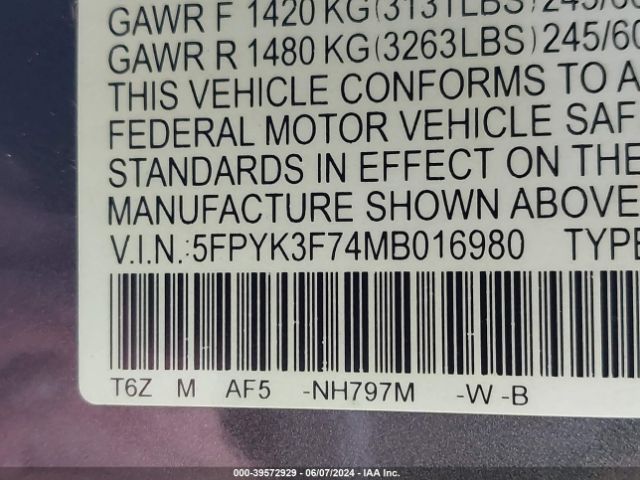 GAWR F 1420 KG(3131LBS)245/60
GAWR R 1480 KG(3263LBS)245/60
THIS VEHICLE CONFORMS TO A
FEDERAL MOTOR VEHICLE SAF
STANDARDS IN EFFECT ON THE
MANUFACTURE SHOWN ABOVE.
V.I.N.:5FPYK3F74MB016980 TYPE
T6Z M AF5 -NH797M -W -B
000-39572929 - 06/07/2024 - IAA Inc.